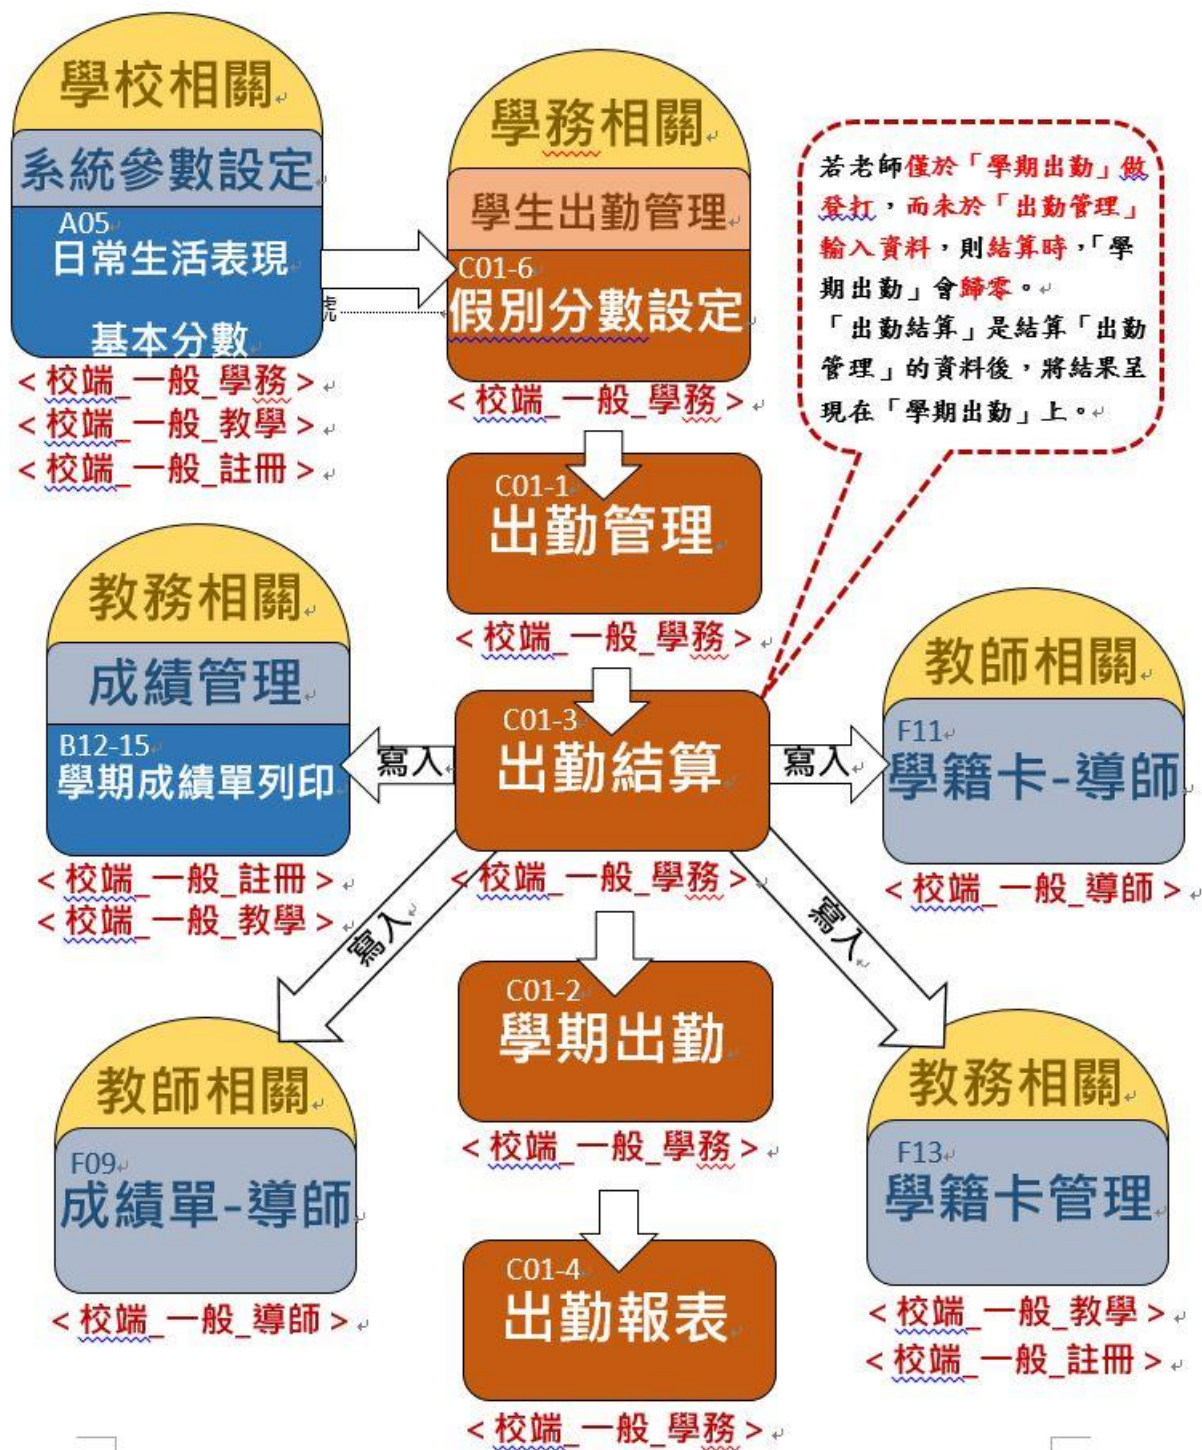 學校相關
系統參數設定
A05
日常生活表現
基本分數
<校端_一般_學務>
<校端_一般_教學>
<校端_一般_註冊>
學務相關
學生出勤管理
C01-6
假別分數設定
<校端_一般_學務>
若老師僅於「學期出勤」做
登打，而未於「出勤管理」
輸入資料，則結算時，「學
期出勤」會歸零。
「出勤結算」是結算「出勤
管理」的資料後，將結果呈
現在「學期出勤」上。
C01-1
出勤管理
<校端_一般_學務>
教務相關
成績管理
B12-15
學期成績單列印
<校端_一般_註冊>
<校端_一般_教學>
寫入
C01-3
出勤結算
<校端_一般_學務>
寫入
教師相關
F11
學籍卡-導師
<校端_一般_導師>
寫入
寫入
C01-2
學期出勤
<校端_一般_學務>
教師相關
F09
成績單-導師
<校端_一般_導師>
教務相關
F13
學籍卡管理
<校端_一般_教學>
<校端_一般_註冊>
C01-4
出勤報表
<校端_一般_學務>